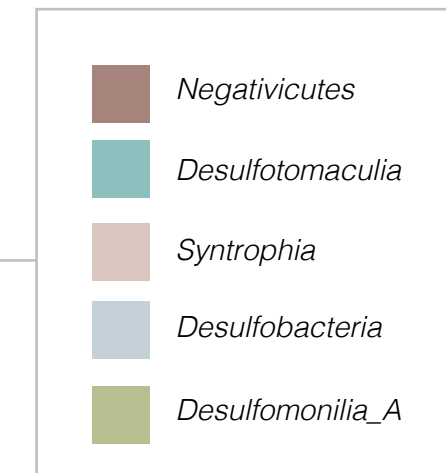 Negativicutes
Desulfotomaculia
Syntrophia
Desulfobacteria
Desulfomonilia_A